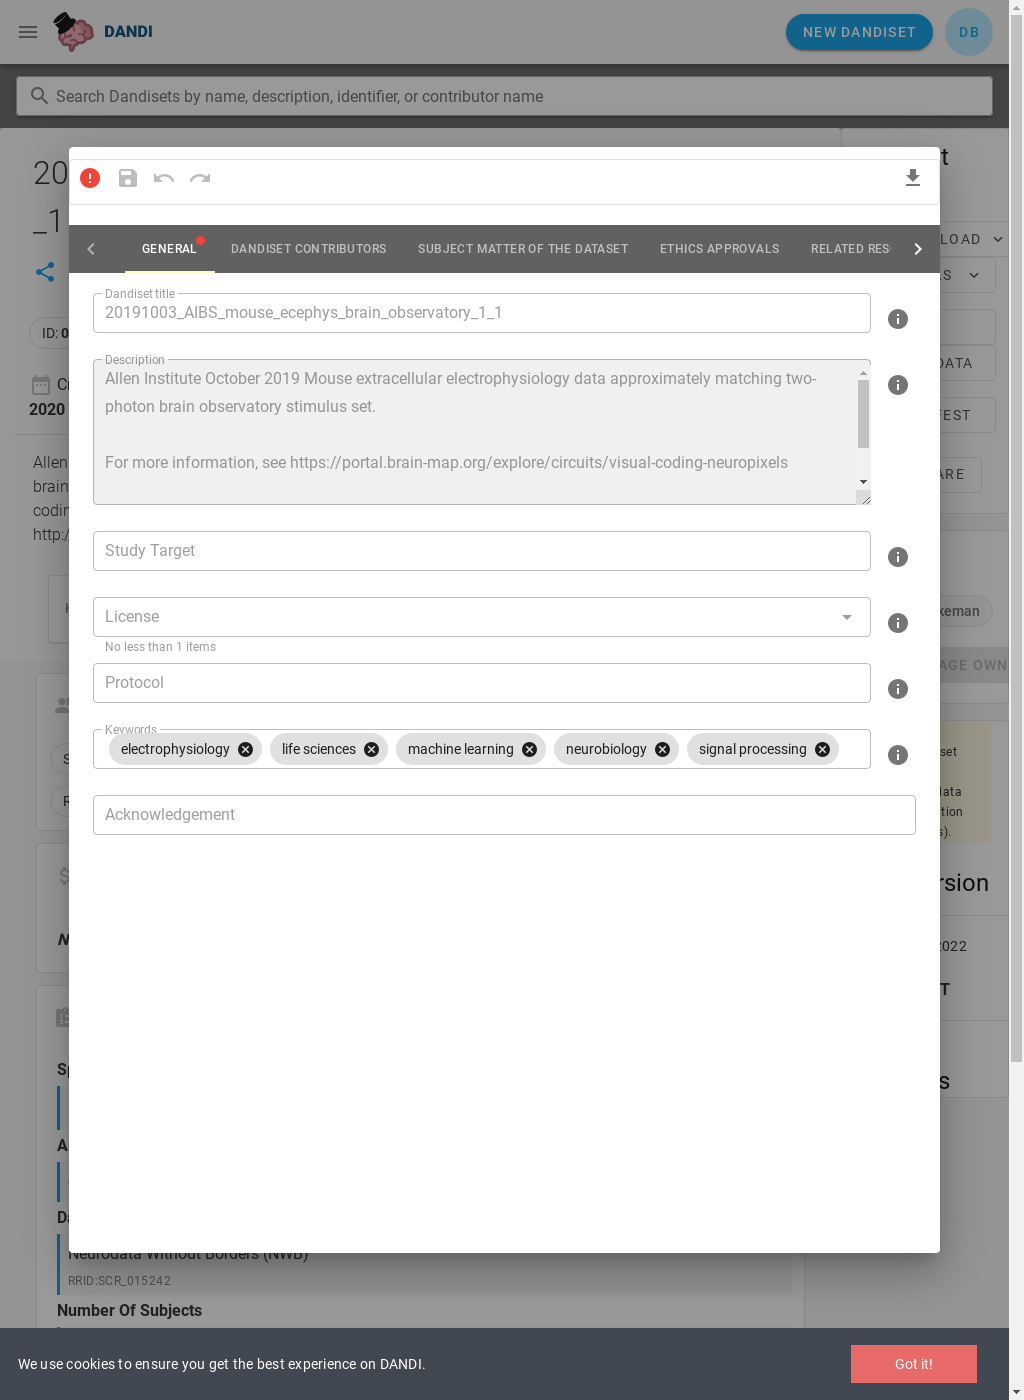 DANDI
NEW DANDISET
DB
Search Dandisets by name, description, identifier, or contributor name
20
_1
GENERAL
DANDISET CONTRIBUTORS
SUBJECT MATTER OF THE DATASET
ETHICS APPROVALS
RELATED RES
LOAD
ID: 0
Dandiset title
20191003_AIBS_mouse_ecephys_brain_observatory_1_1
2020
Description
Allen Institute October 2019 Mouse extracellular electrophysiology data approximately matching two-
photon brain observatory stimulus set.
For more information, see https://portal.brain-map.org/explore/circuits/visual-coding-neuropixels
DATA
FEST
ARE
Allen
brain
codin
http:/
Study Target
License
No less than 1 items
Protocol
Keywords
electrophysiology
life sciences
machine learning
neurobiology
signal processing
Acknowledgement
keman
AGE OWN
set
data
tion
s).
rsion
2022
T
s
Neurodata Without Borders (NWB)
RRID:SCR_015242
Number Of Subjects
We use cookies to ensure you get the best experience on DANDI.
Got it!